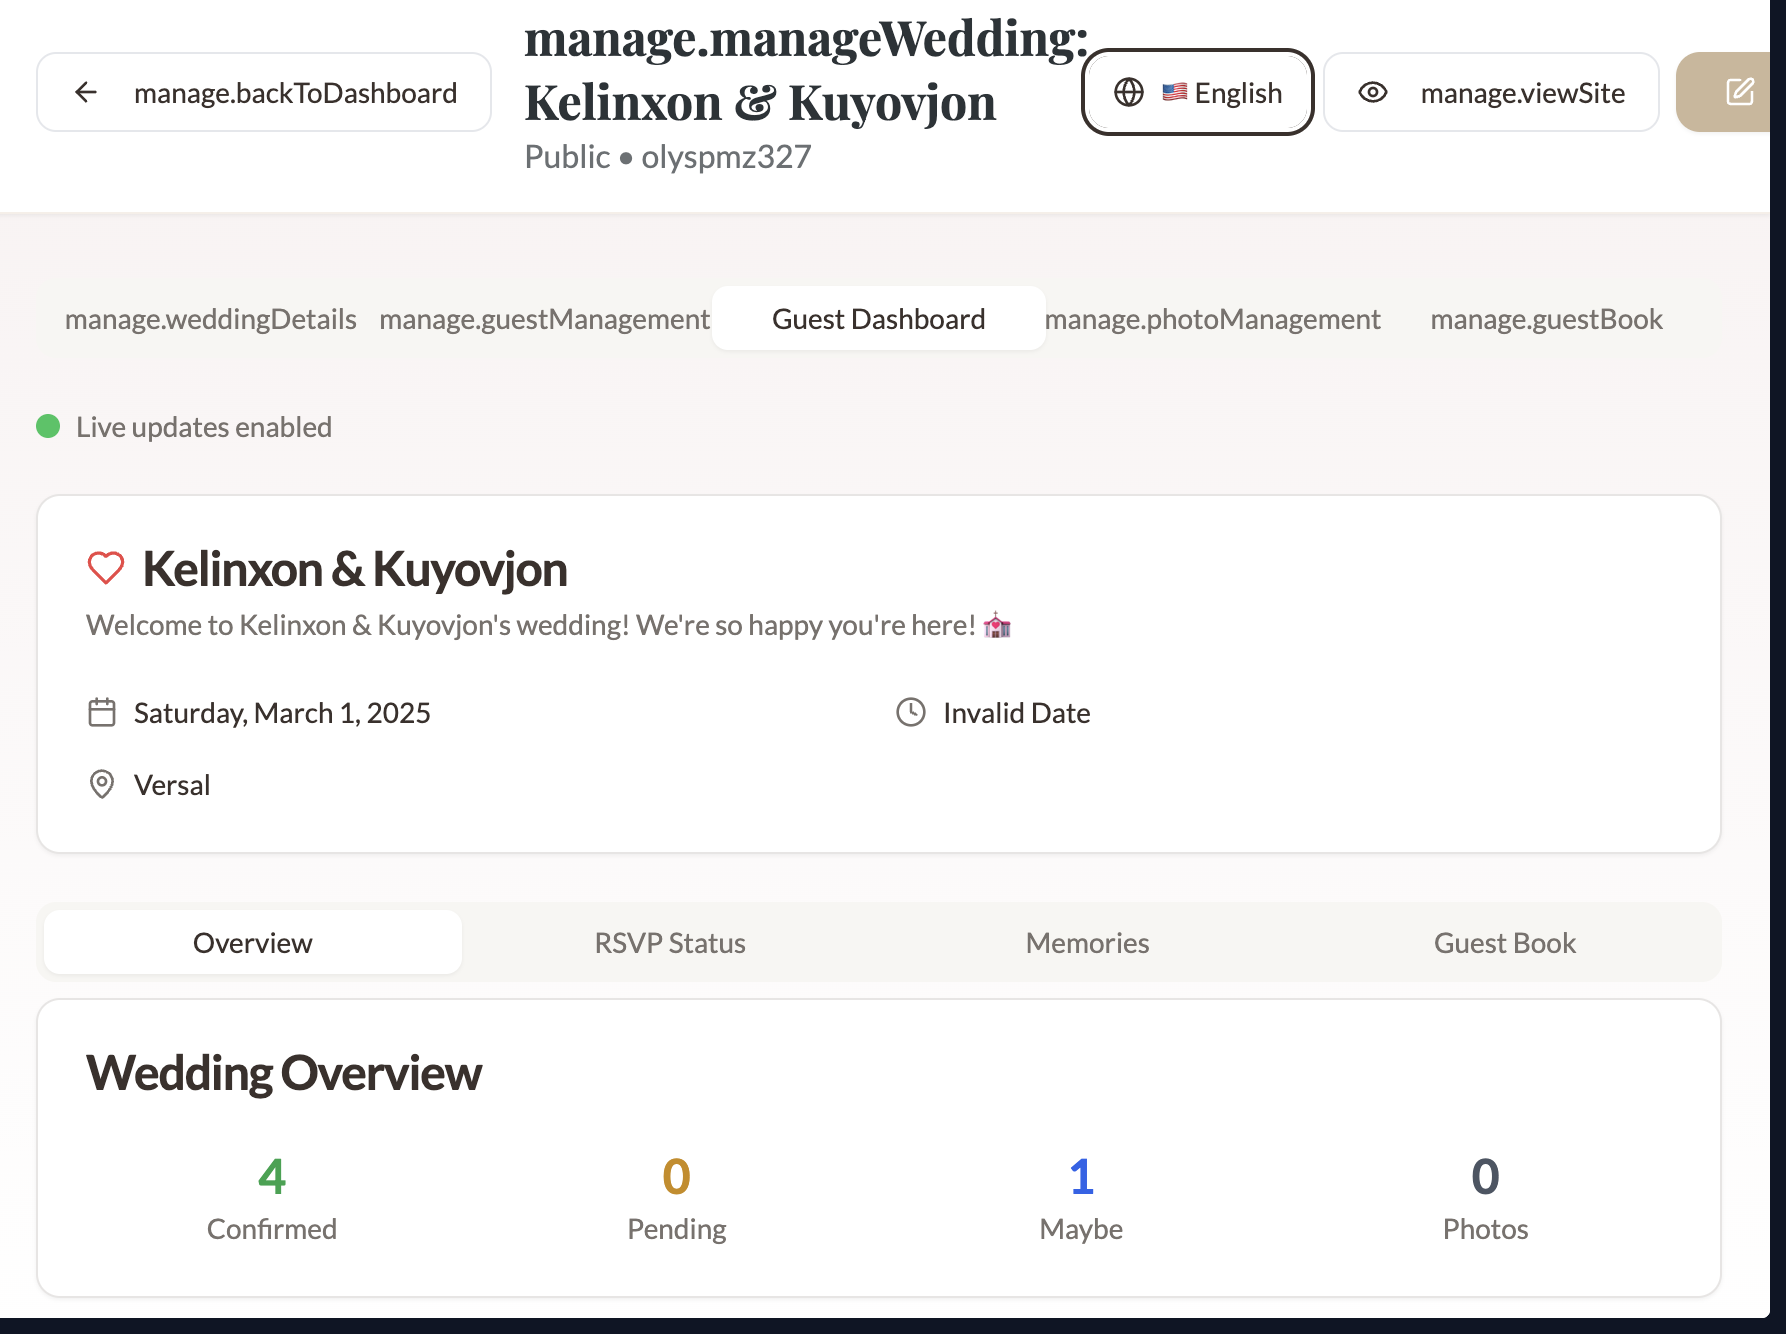 manage.backToDashboard
manage.manageWedding:
Kelinxon & Kuyovjon
Public • olyspmz327
🇺🇸 English
manage.viewSite
manage.weddingDetails
manage.guestManagement
Guest Dashboard
manage.photoManagement
manage.guestBook
Live updates enabled
Kelinxon & Kuyovjon
Welcome to Kelinxon & Kuyovjon's wedding! We're so happy you're here! 💒
Saturday, March 1, 2025
Invalid Date
Versal
Overview
RSVP Status
Memories
Guest Book
Wedding Overview
4
Confirmed
0
Pending
1
Maybe
0
Photos